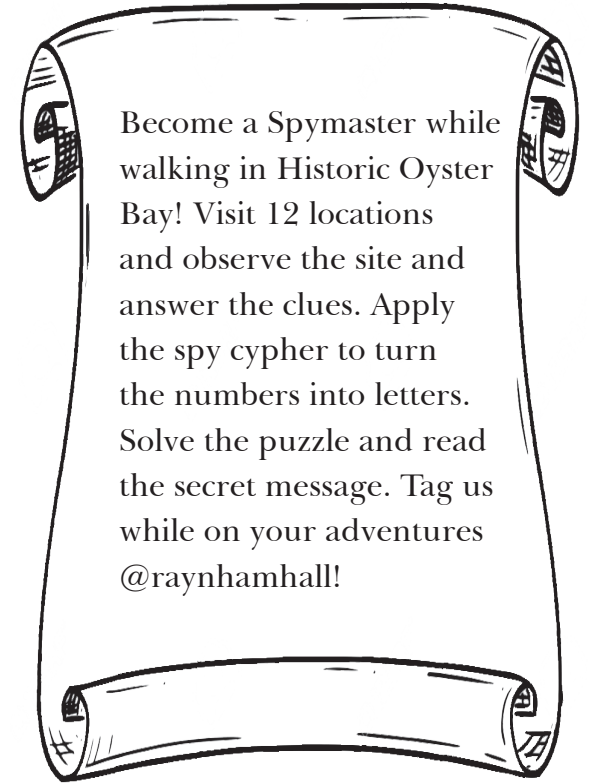 Become a Spymaster while
walking in Historic Oyster
Bay! Visit 12 locations
and observe the site and
answer the clues. Apply
the spy cypher to turn
the numbers into letters.
Solve the puzzle and read
the secret message. Tag us
while on your adventures
@raynhamhall!